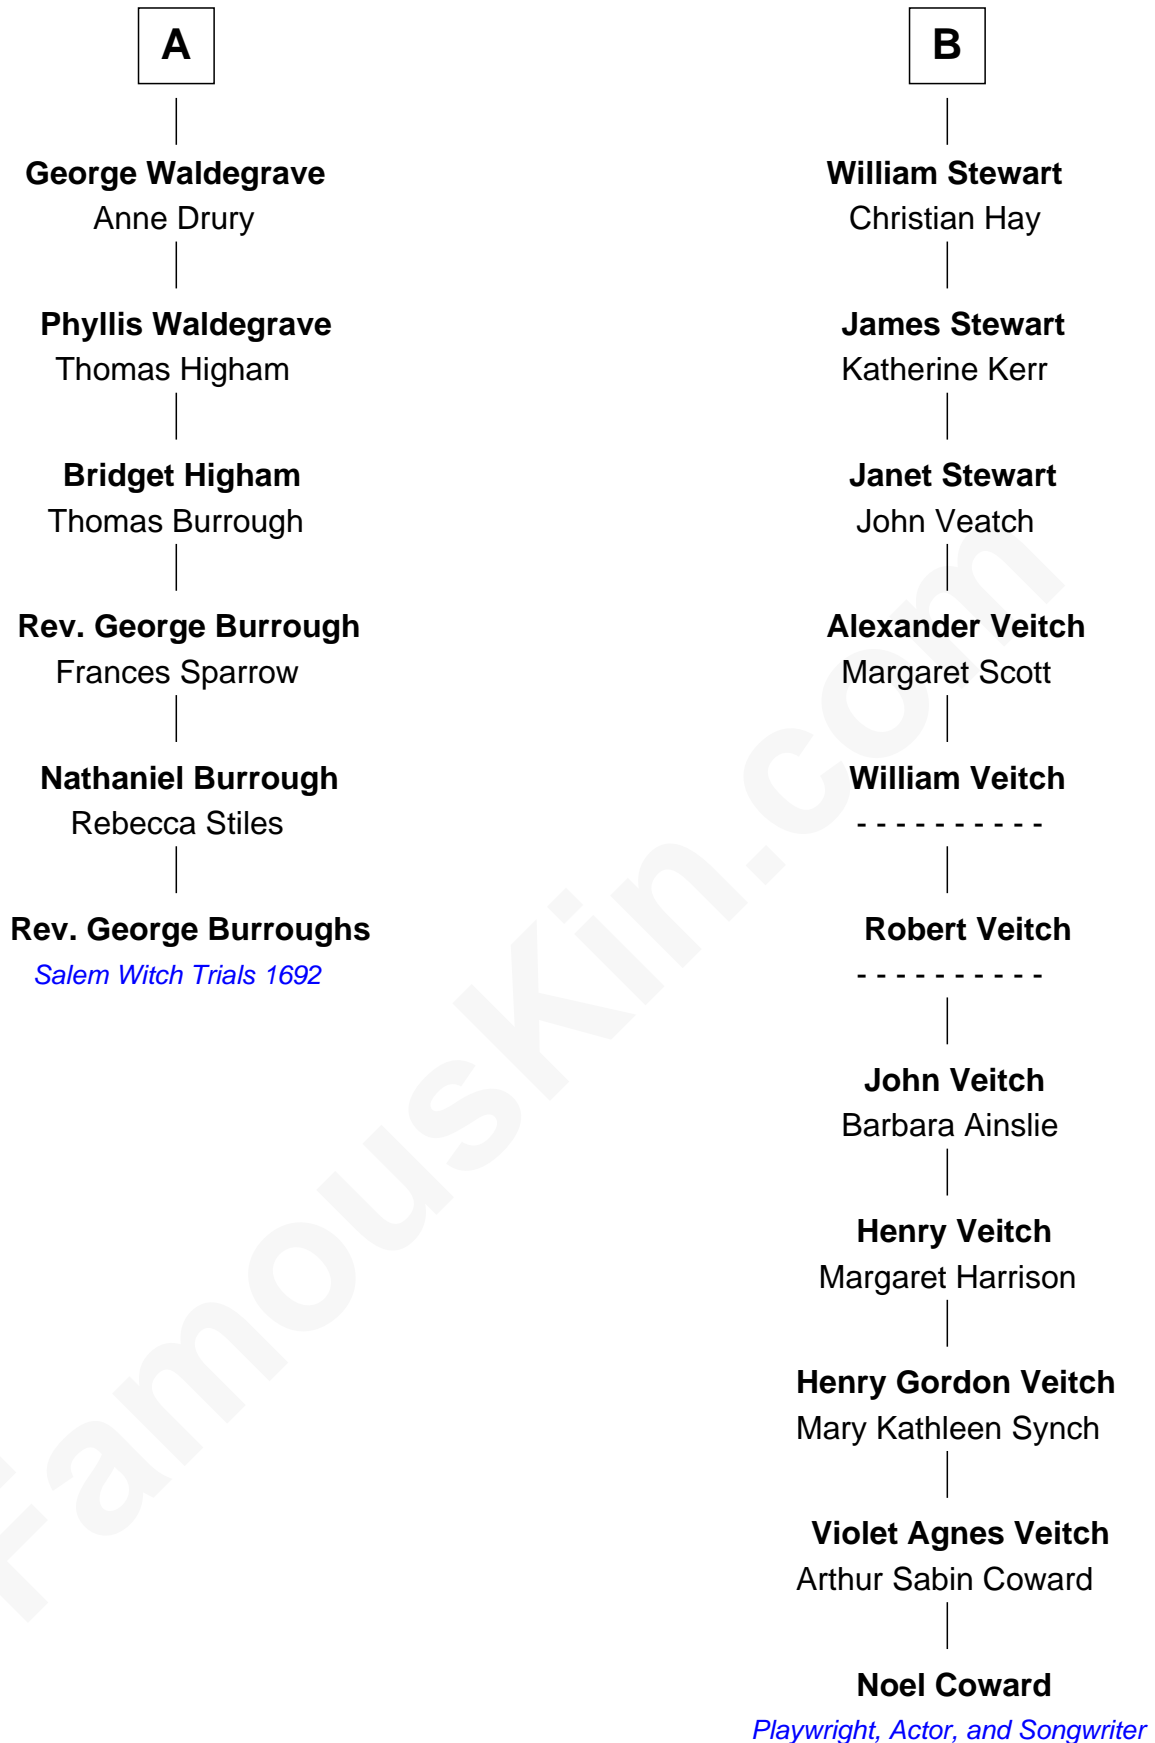 A
George Waldegrave
Anne Drury
Phyllis Waldegrave
Thomas Higham
Bridget Higham
Thomas Burrough
Rev. George Burrough
Frances Sparrow
Nathaniel Burrough
Rebecca Stiles
Rev. George Burroughs
Salem Witch Trials 1692
B
William Stewart
Christian Hay
James Stewart
Katherine Kerr
Janet Stewart
John Veatch
Alexander Veitch
Margaret Scott
William Veitch
- - - - - - - - - -
Robert Veitch
- - - - - - - - - -
John Veitch
Barbara Ainslie
Henry Veitch
Margaret Harrison
Henry Gordon Veitch
Mary Kathleen Synch
Violet Agnes Veitch
Arthur Sabin Coward
Noel Coward
Playwright, Actor, and Songwriter
FamousKin.com